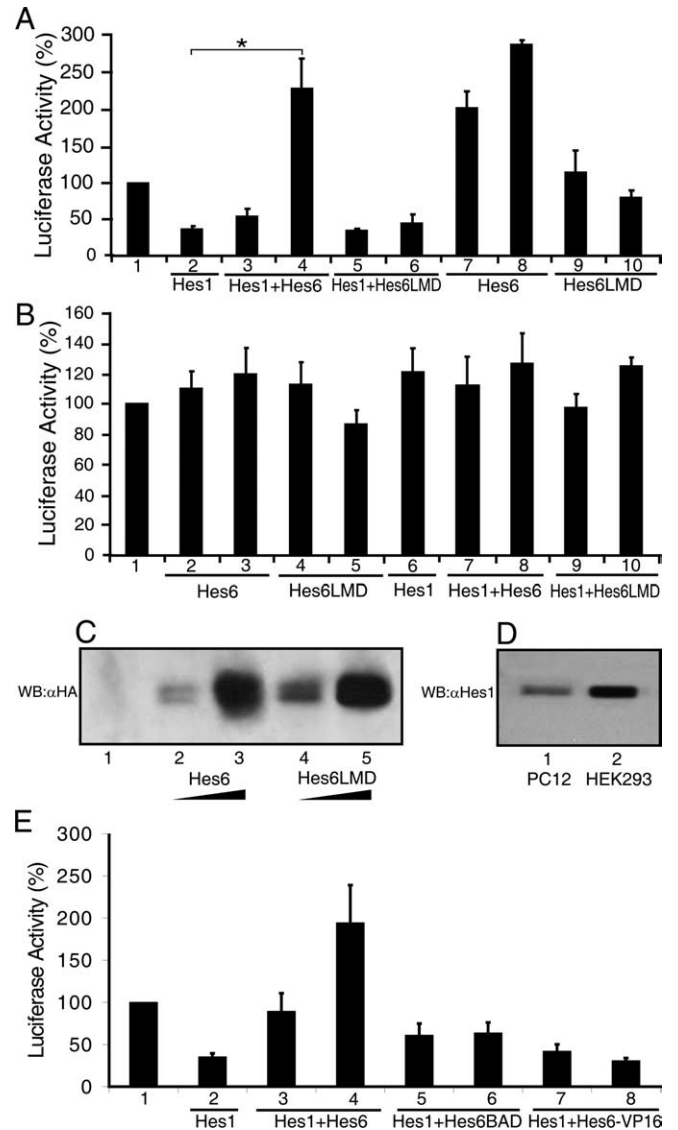 A
Luciferase Activity (%)
300
250
200
150
100
50
0
*
1 2 3 4 5 6 7 8 9 10
Hes1 Hes1+Hes6 Hes1+Hes6LMD Hes6 Hes6LMD
B
Luciferase Activity (%)
160
140
120
100
80
60
40
20
0
1 2 3 4 5 6 7 8 9 10
Hes6 Hes6LMD Hes1 Hes1+Hes6 Hes1+Hes6LMD
C
WB:αHA
1 2 3 4 5
Hes6 Hes6LMD
D
WB:αHes1
1 2
PC12 HEK293
E
Luciferase Activity (%)
300
250
200
150
100
50
0
1 2 3 4 5 6 7 8
Hes1 Hes1+Hes6 Hes1+Hes6BAD Hes1+Hes6-VP16